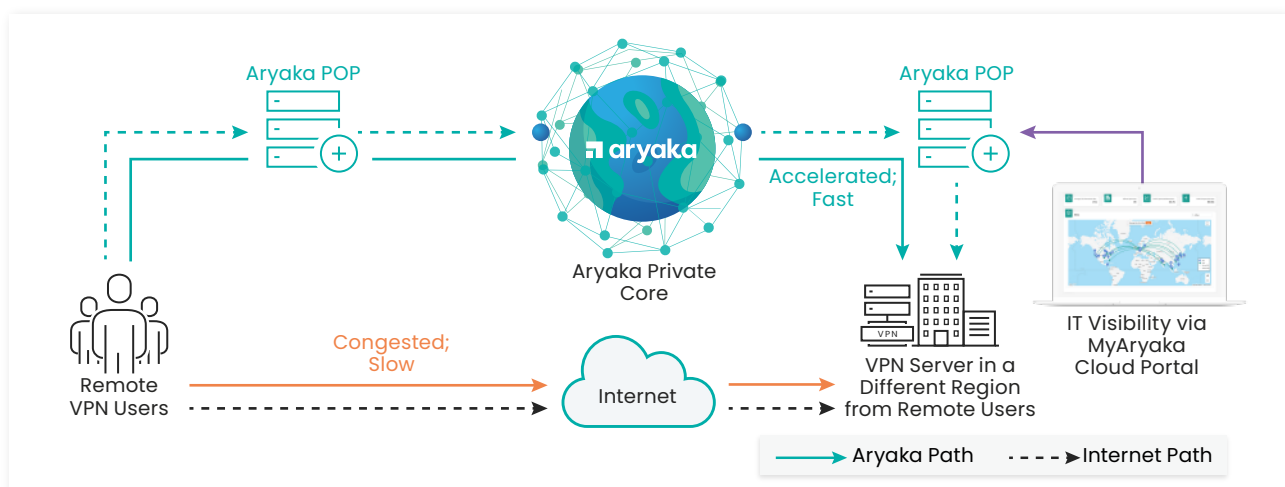 Aryaka POP
Aryaka POP
aryaka
Accelerated;
Fast
Aryaka Private
Core
Congested;
Slow
Internet
Remote
VPN Users
VPN
VPN Server in a
Different Region
from Remote Users
IT Visibility via
MyAryaka
Cloud Portal
Aryaka Path
Internet Path